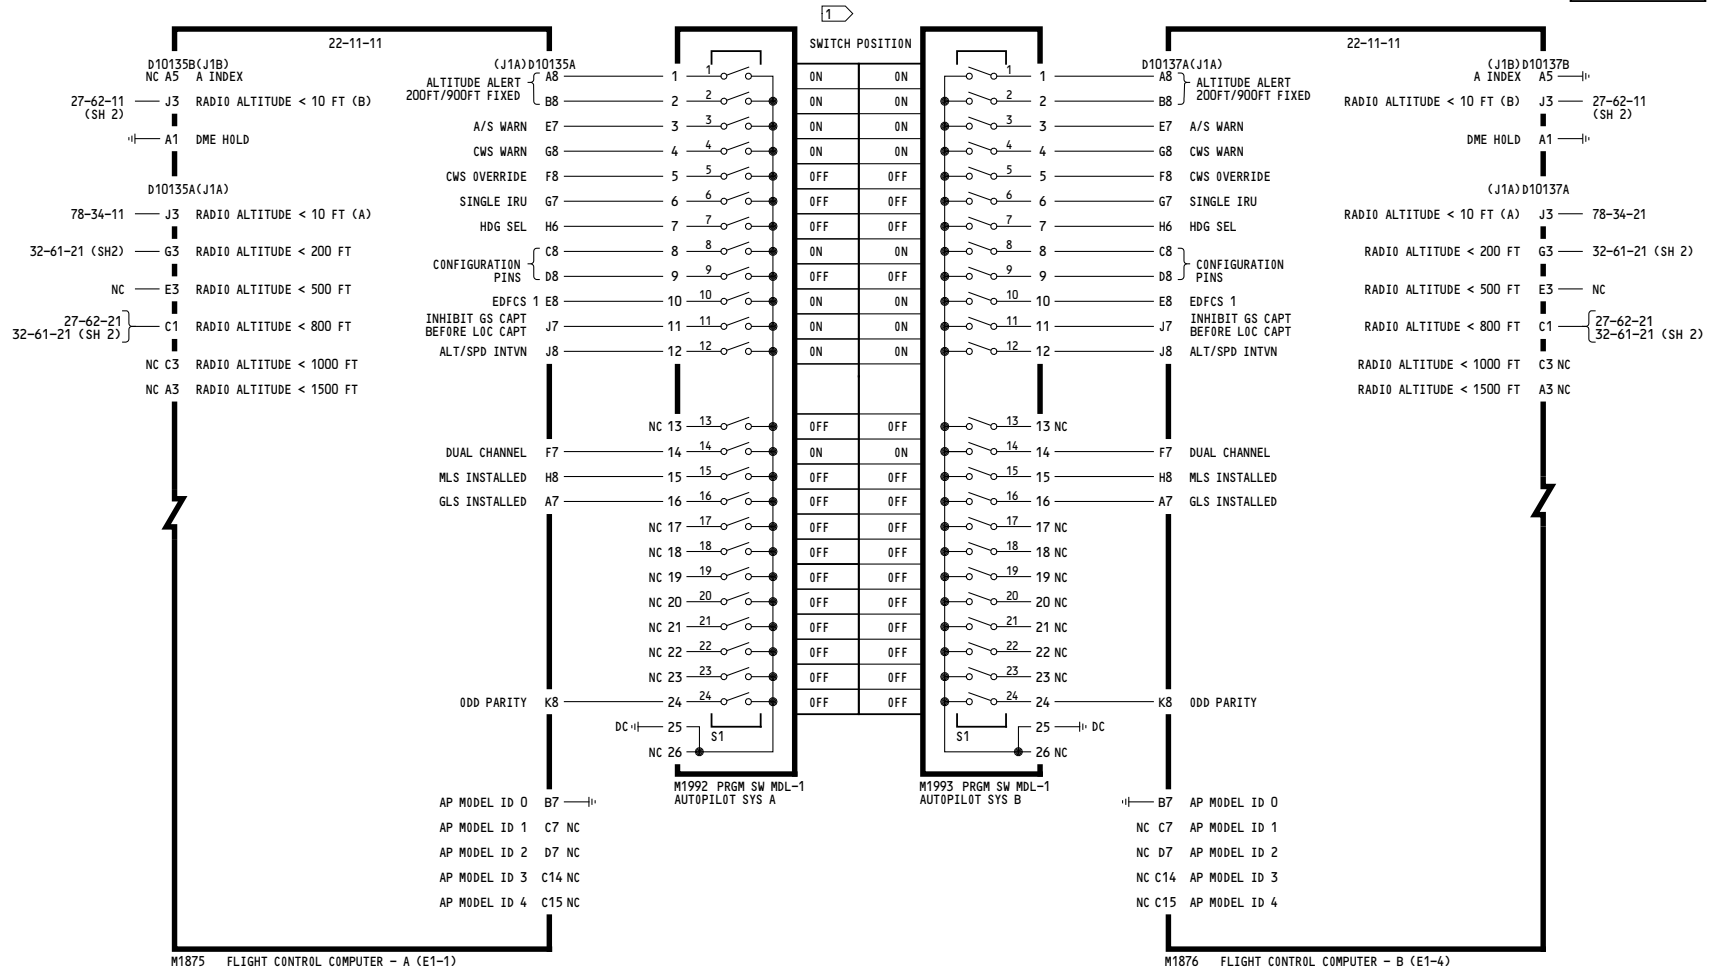 1
22-11-11
SWITCH POSITION
22-11-11
D10135B(J1B)
NC A5 A INDEX
27-62-11 J3 RADIO ALTITUDE < 10 FT (B)
(SH 2)
A1 DME HOLD
D10135A(J1A)
78-34-11 J3 RADIO ALTITUDE < 10 FT (A)
32-61-21 (SH2) G3 RADIO ALTITUDE < 200 FT
NC E3 RADIO ALTITUDE < 500 FT
27-62-21
32-61-21 (SH 2) C1 RADIO ALTITUDE < 800 FT
NC C3 RADIO ALTITUDE < 1000 FT
NC A3 RADIO ALTITUDE < 1500 FT
(J1A)D10135A
ALTITUDE ALERT
200FT/900FT FIXED
A8 1 1 ON ON 1 1 A8
B8 2 2 ON ON 2 2 B8
A/S WARN E7 3 3 ON ON 3 3 E7 A/S WARN
CWS WARN G8 4 4 ON ON 4 4 G8 CWS WARN
CWS OVERRIDE F8 5 5 OFF OFF 5 5 F8 CWS OVERRIDE
SINGLE IRU G7 6 6 OFF OFF 6 6 G7 SINGLE IRU
HDG SEL H6 7 7 OFF OFF 7 7 H6 HDG SEL
C8 8 8 ON ON 8 8 C8
CONFIGURATION
PINS
CONFIGURATION
PINS
D8 9 9 OFF OFF 9 9 D8
EDFCS 1 E8 10 10 ON ON 10 10 E8 EDFCS 1
INHIBIT GS CAPT
BEFORE LOC CAPT
J7 11 11 ON ON 11 11 J7
INHIBIT GS CAPT
BEFORE LOC CAPT
ALT/SPD INTVN J8 12 12 ON ON 12 12 J8 ALT/SPD INTVN
NC 13 13 OFF OFF 13 13 NC
DUAL CHANNEL F7 14 14 ON ON 14 14 F7 DUAL CHANNEL
MLS INSTALLED H8 15 15 OFF OFF 15 15 H8 MLS INSTALLED
GLS INSTALLED A7 16 16 OFF OFF 16 16 A7 GLS INSTALLED
NC 17 17 OFF OFF 17 17 NC
NC 18 18 OFF OFF 18 18 NC
NC 19 19 OFF OFF 19 19 NC
NC 20 20 OFF OFF 20 20 NC
NC 21 21 OFF OFF 21 21 NC
NC 22 22 OFF OFF 22 22 NC
NC 23 23 OFF OFF 23 23 NC
ODD PARITY K8 24 24 OFF OFF 24 24 K8 ODD PARITY
DC 25 S1 S1 25 DC
NC 26 26 NC
M1992 PRGM SW MDL-1
AUTOPILOT SYS A
M1993 PRGM SW MDL-1
AUTOPILOT SYS B
D10137A(J1A)
ALTITUDE ALERT
200FT/900FT FIXED
(J1B)D10137B
A INDEX A5
RADIO ALTITUDE < 10 FT (B) J3 27-62-11
(SH 2)
DME HOLD A1
(J1A)D10137A
RADIO ALTITUDE < 10 FT (A) J3 78-34-21
RADIO ALTITUDE < 200 FT G3 32-61-21 (SH 2)
RADIO ALTITUDE < 500 FT E3 NC
RADIO ALTITUDE < 800 FT C1 27-62-21
32-61-21 (SH 2)
RADIO ALTITUDE < 1000 FT C3 NC
RADIO ALTITUDE < 1500 FT A3 NC
AP MODEL ID 0 B7
AP MODEL ID 1 C7 NC
AP MODEL ID 2 D7 NC
AP MODEL ID 3 C14 NC
AP MODEL ID 4 C15 NC
B7 AP MODEL ID 0
NC C7 AP MODEL ID 1
NC D7 AP MODEL ID 2
NC C14 AP MODEL ID 3
NC C15 AP MODEL ID 4
M1875 FLIGHT CONTROL COMPUTER - A (E1-1)
M1876 FLIGHT CONTROL COMPUTER - B (E1-4)